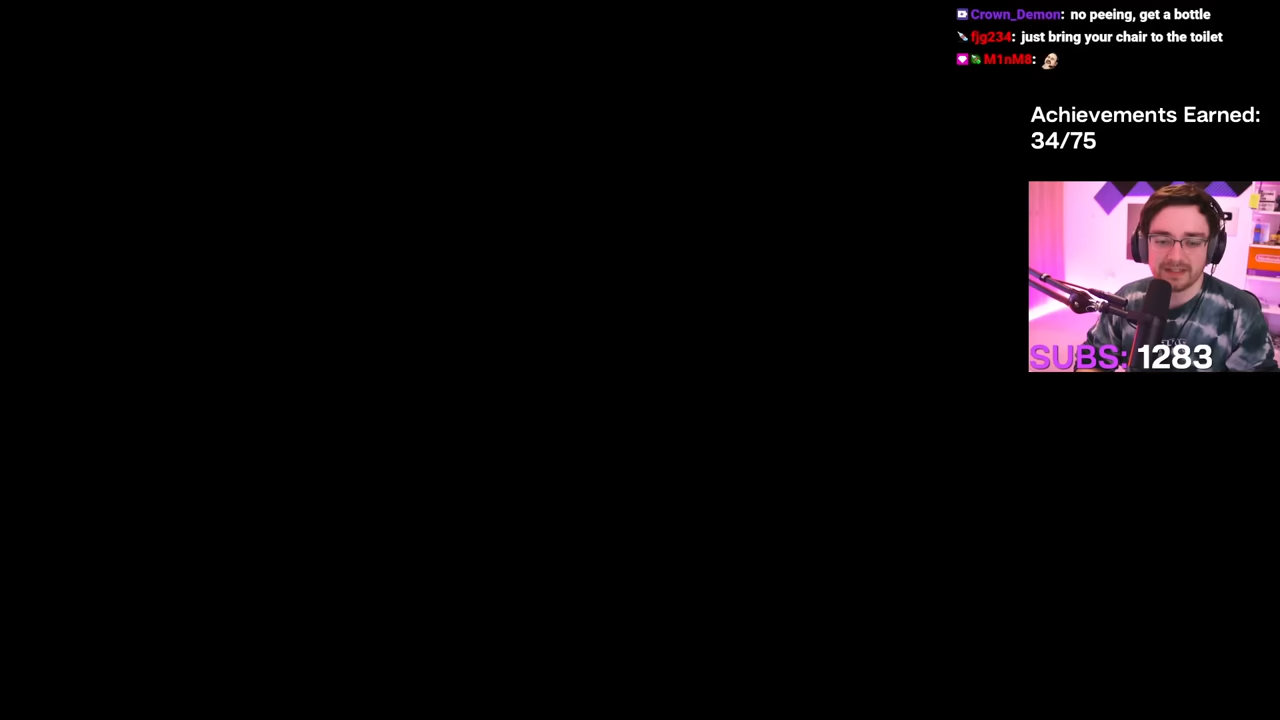 Crown_Demon: no peeing, get a bottle
fjg234: just bring your chair to the toilet
M1nM8:
Achievements Earned:
34/75
Nintendo
SUBS: 1283